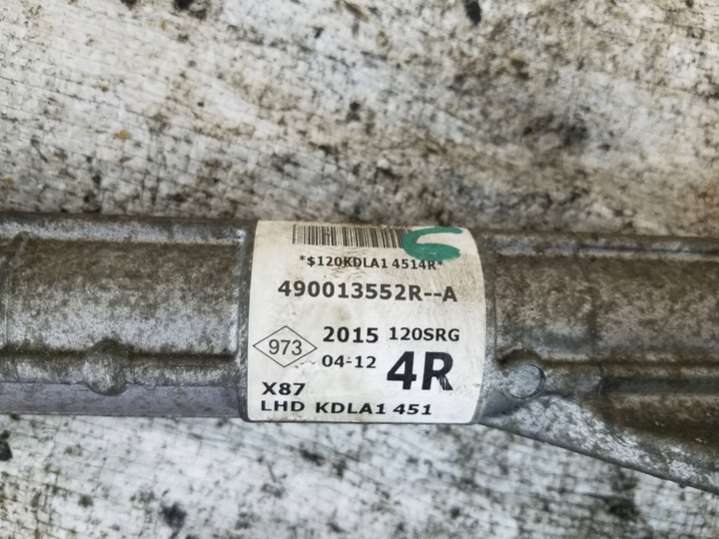 *$120KDLA1 4514R*
490013552R--A
973 2015 120SRG
04-12 4R
X87
LHD KDLA1 451